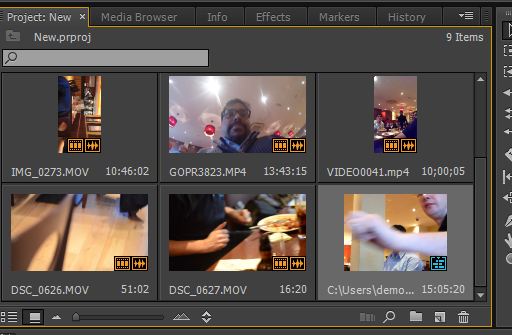 Project: New × Media Browser Info Effects Markers History
New.prproj 9 Items
IMG_0273.MOV 10:46:02 GOPR3823.MP4 13:43:15 VIDEO0041.mp4 10;00;05
DSC_0626.MOV 51:02 DSC_0627.MOV 16:20 C:\Users\demo... 15:05:20